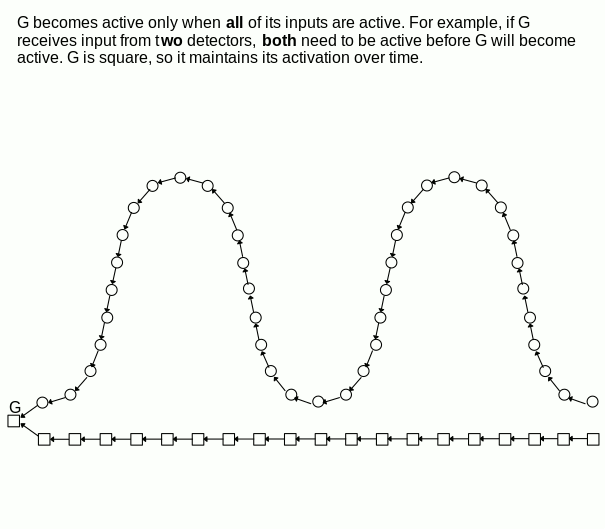 G becomes active only when all of its inputs are active. For example, if G
receives input from two detectors, both need to be active before G will become
active. G is square, so it maintains its activation over time.
G